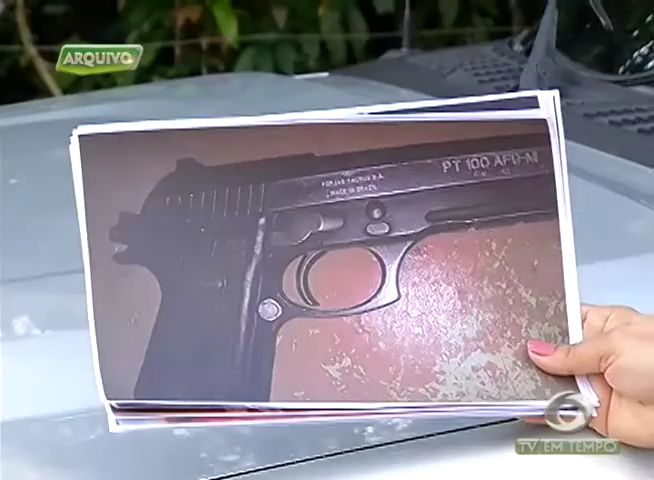 ARQUIVO
PT 100 AFD-M
FORJAS TAURUS S.A.
MADE IN BRAZIL
TV EM TEMPO